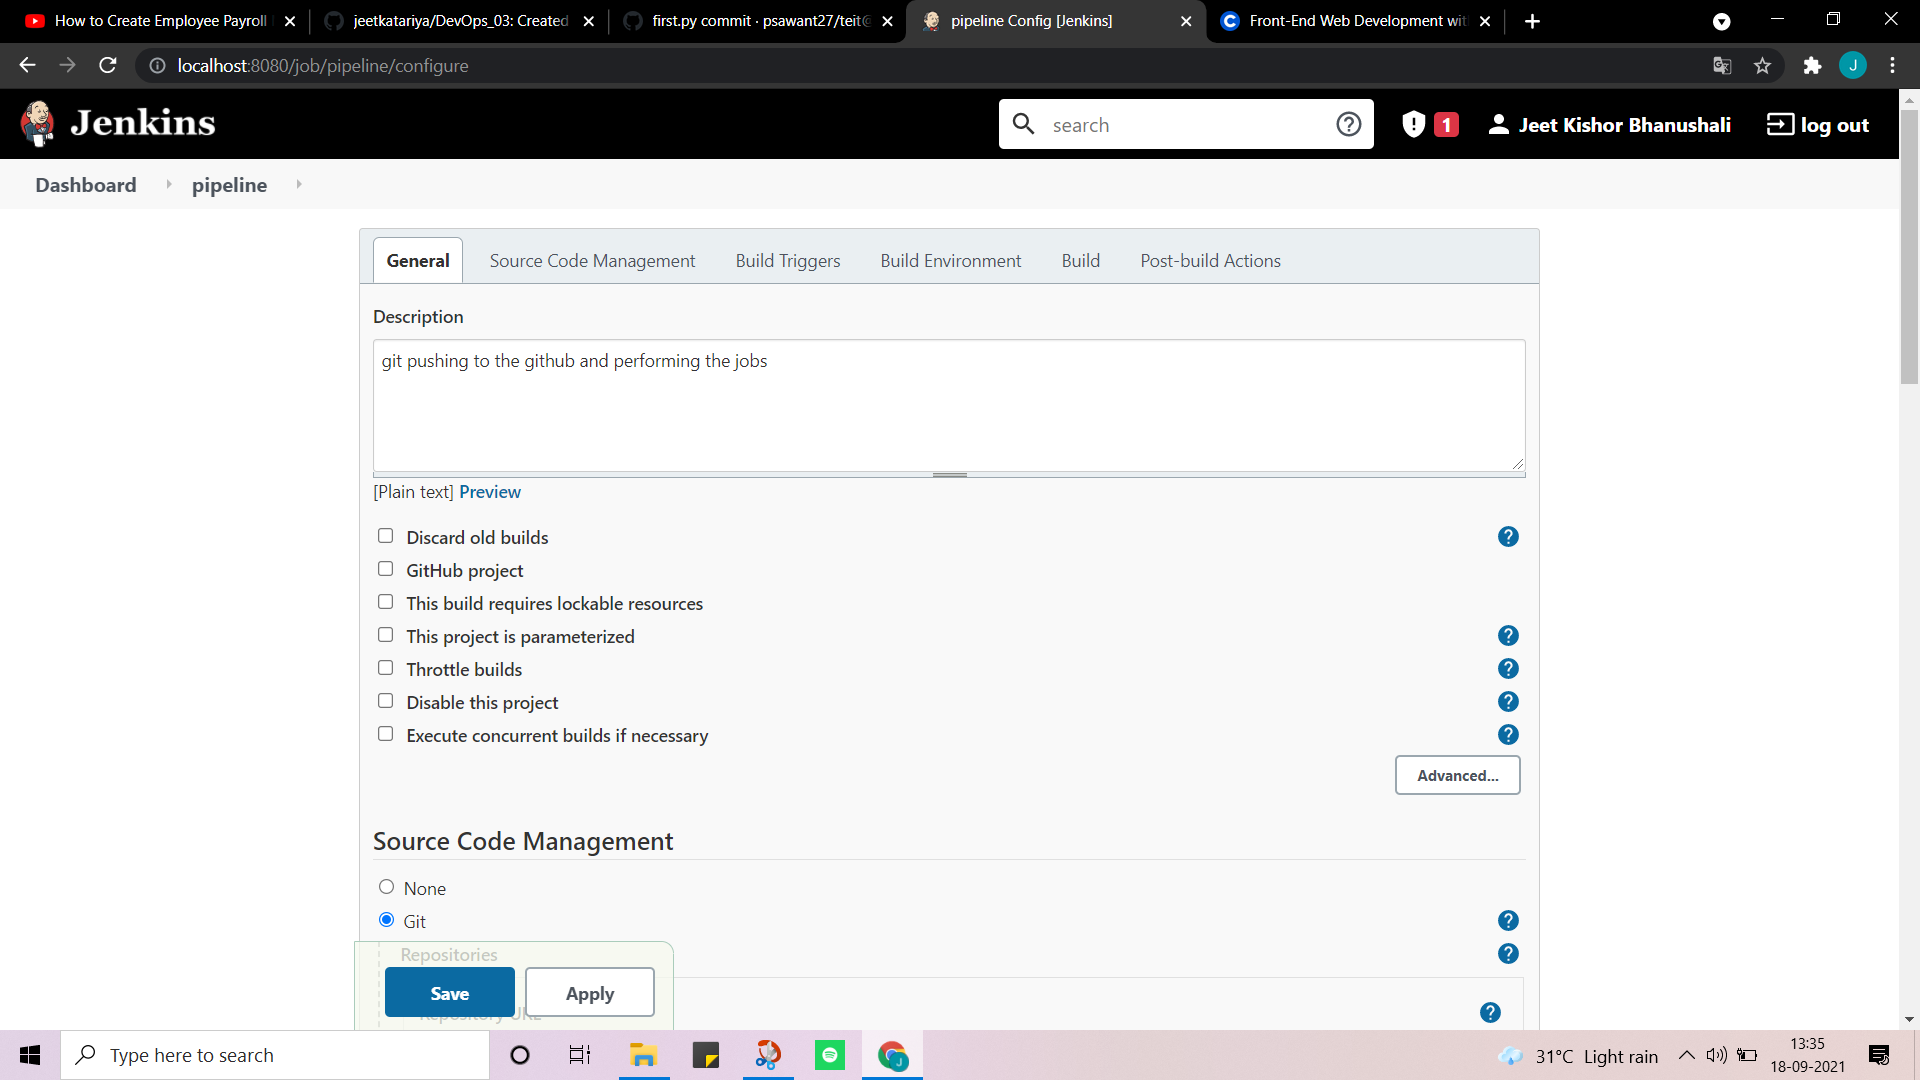 How to Create Employee Payroll
jeetkatariya/DevOps_03: Created
first.py commit · psawant27/teit@
pipeline Config [Jenkins]
Front-End Web Development wit
localhost:8080/job/pipeline/configure
J
Jenkins
search
1
Jeet Kishor Bhanushali
log out
Dashboard
pipeline
General
Source Code Management
Build Triggers
Build Environment
Build
Post-build Actions
Description
git pushing to the github and performing the jobs
[Plain text] Preview
Discard old builds
GitHub project
This build requires lockable resources
This project is parameterized
Throttle builds
Disable this project
Execute concurrent builds if necessary
Advanced...
Source Code Management
None
Git
Repositories
Save
Apply
Repository URL
Type here to search
31°C Light rain
13:35
18-09-2021